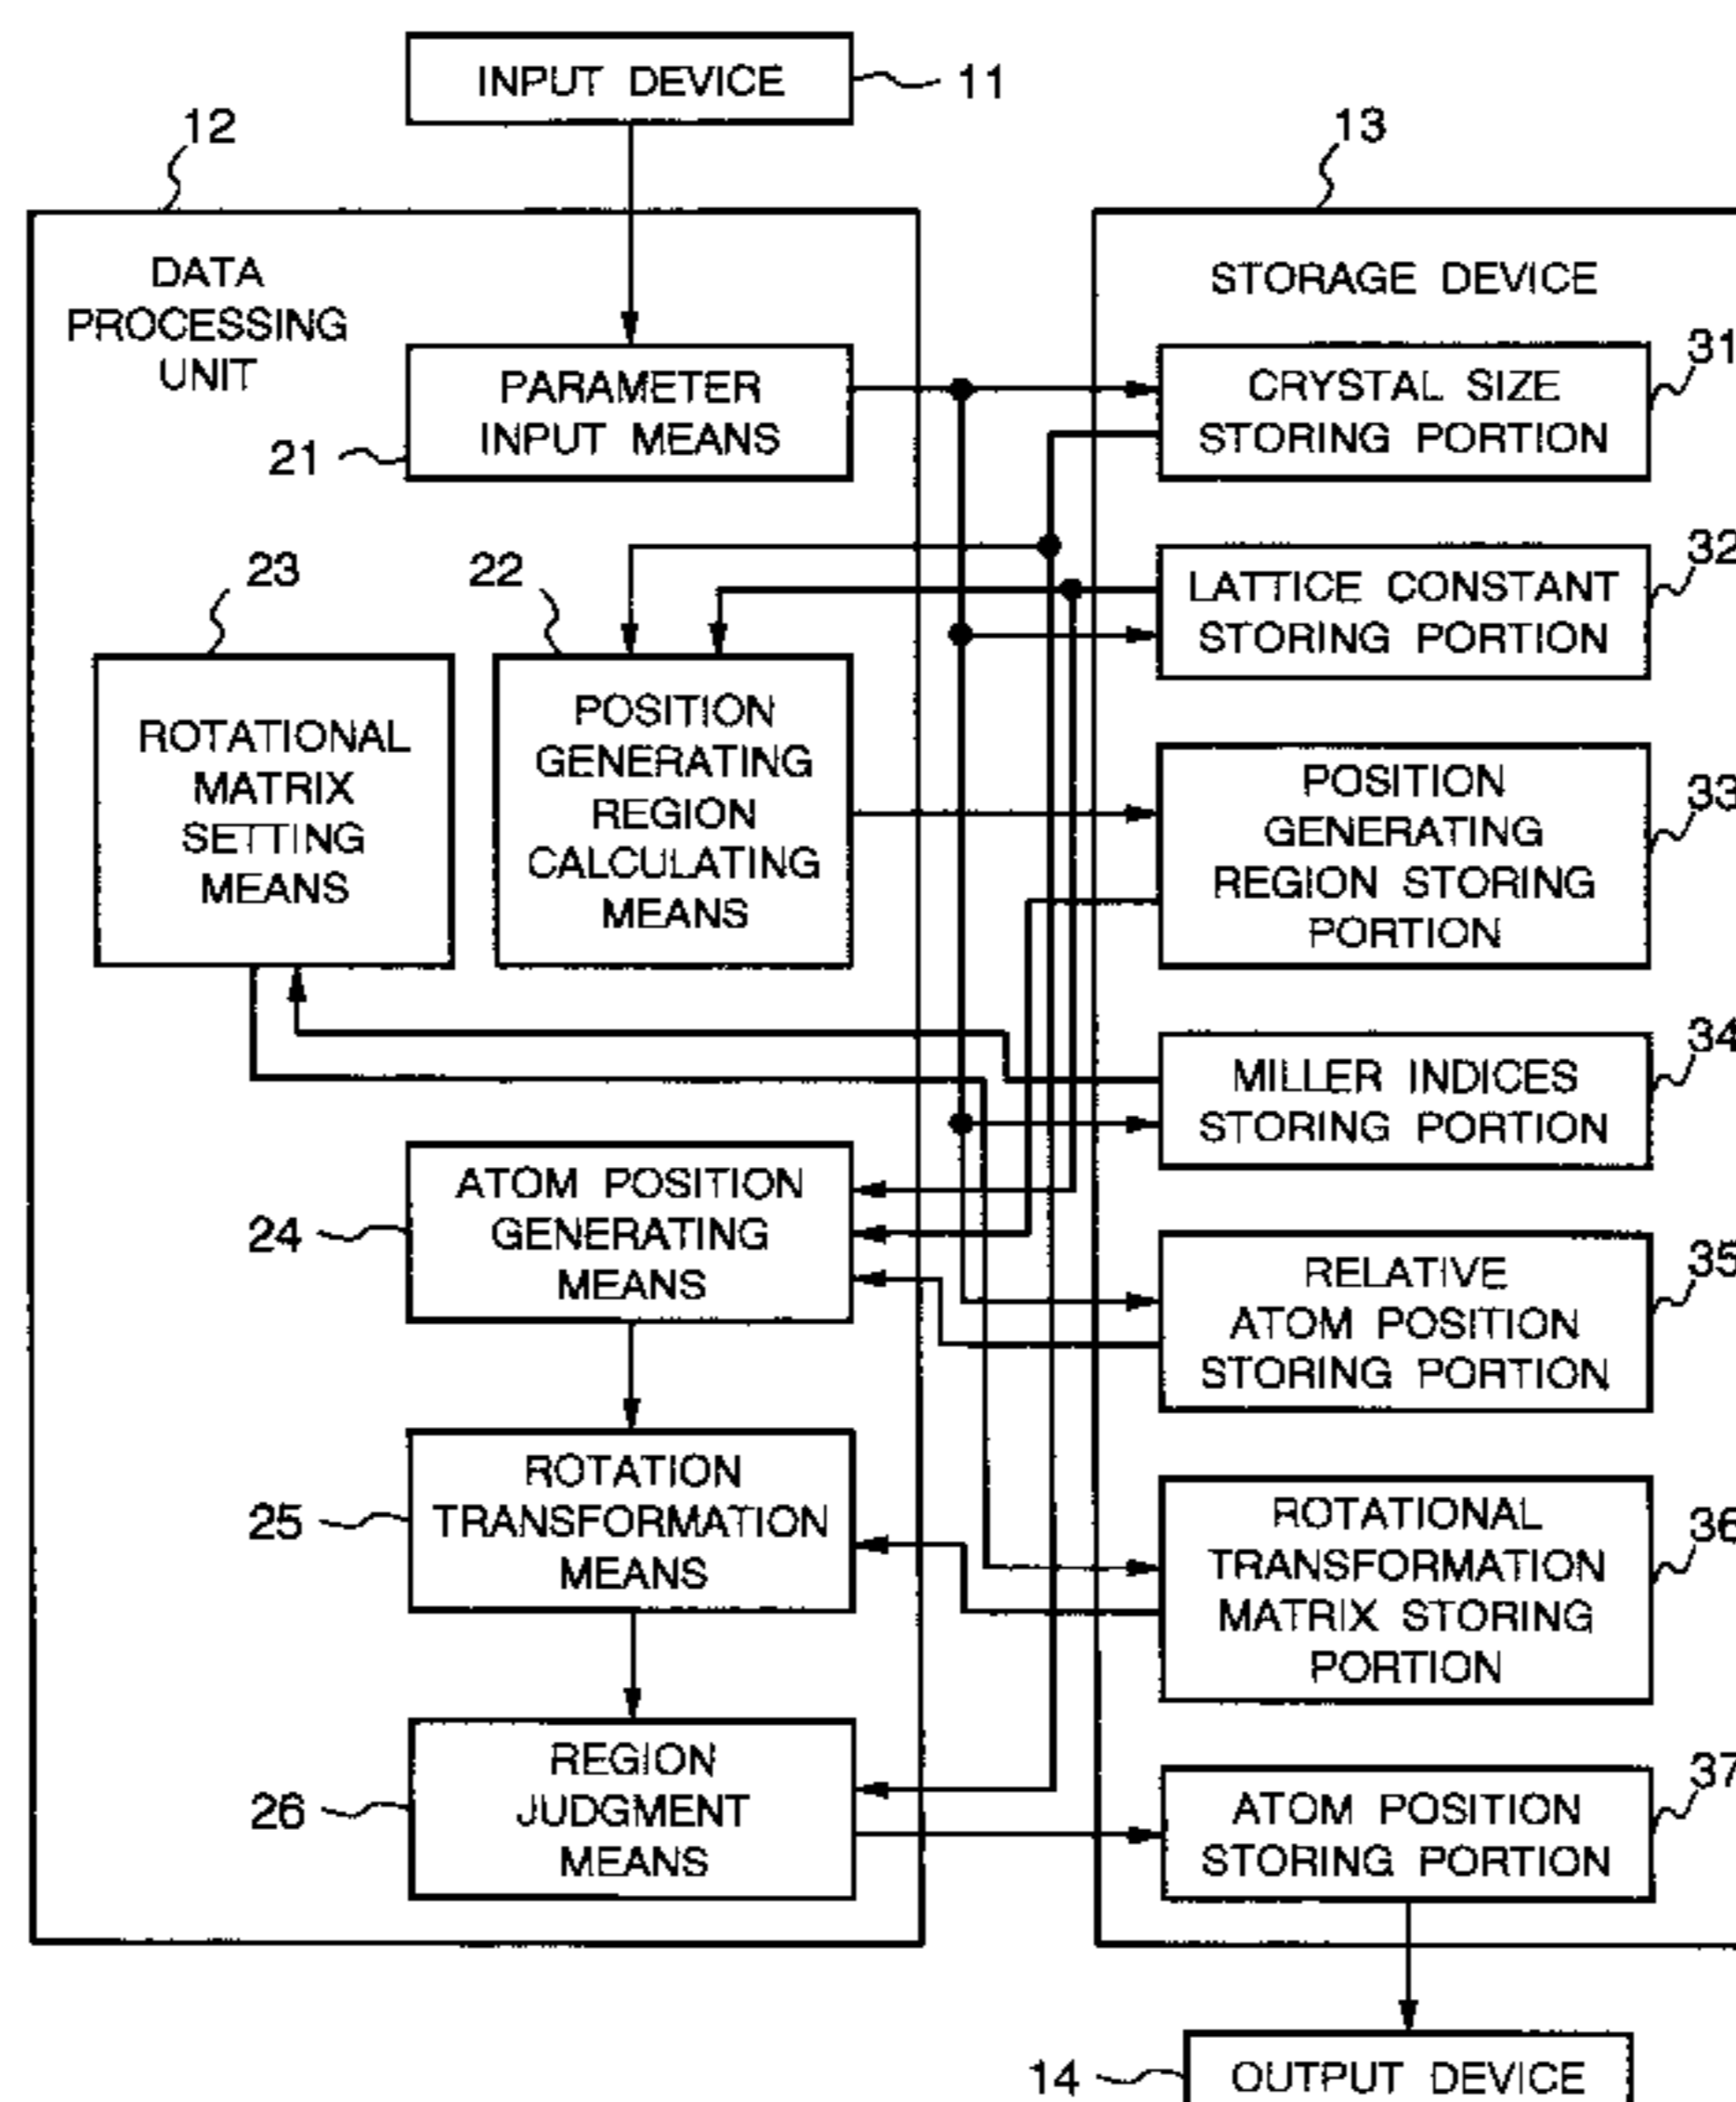 INPUT DEVICE
11
12
13
DATA
PROCESSING
UNIT
STORAGE DEVICE
PARAMETER
INPUT MEANS
21
CRYSTAL SIZE
STORING PORTION
31
23
22
LATTICE CONSTANT
STORING PORTION
32
ROTATIONAL
MATRIX
SETTING
MEANS
POSITION
GENERATING
REGION
CALCULATING
MEANS
POSITION
GENERATING
REGION STORING
PORTION
33
MILLER INDICES
STORING PORTION
34
ATOM POSITION
GENERATING
MEANS
24
RELATIVE
ATOM POSITION
STORING PORTION
35
ROTATION
TRANSFORMATION
MEANS
25
ROTATIONAL
TRANSFORMATION
MATRIX STORING
PORTION
36
REGION
JUDGMENT
MEANS
26
ATOM POSITION
STORING PORTION
37
14
OUTPUT DEVICE